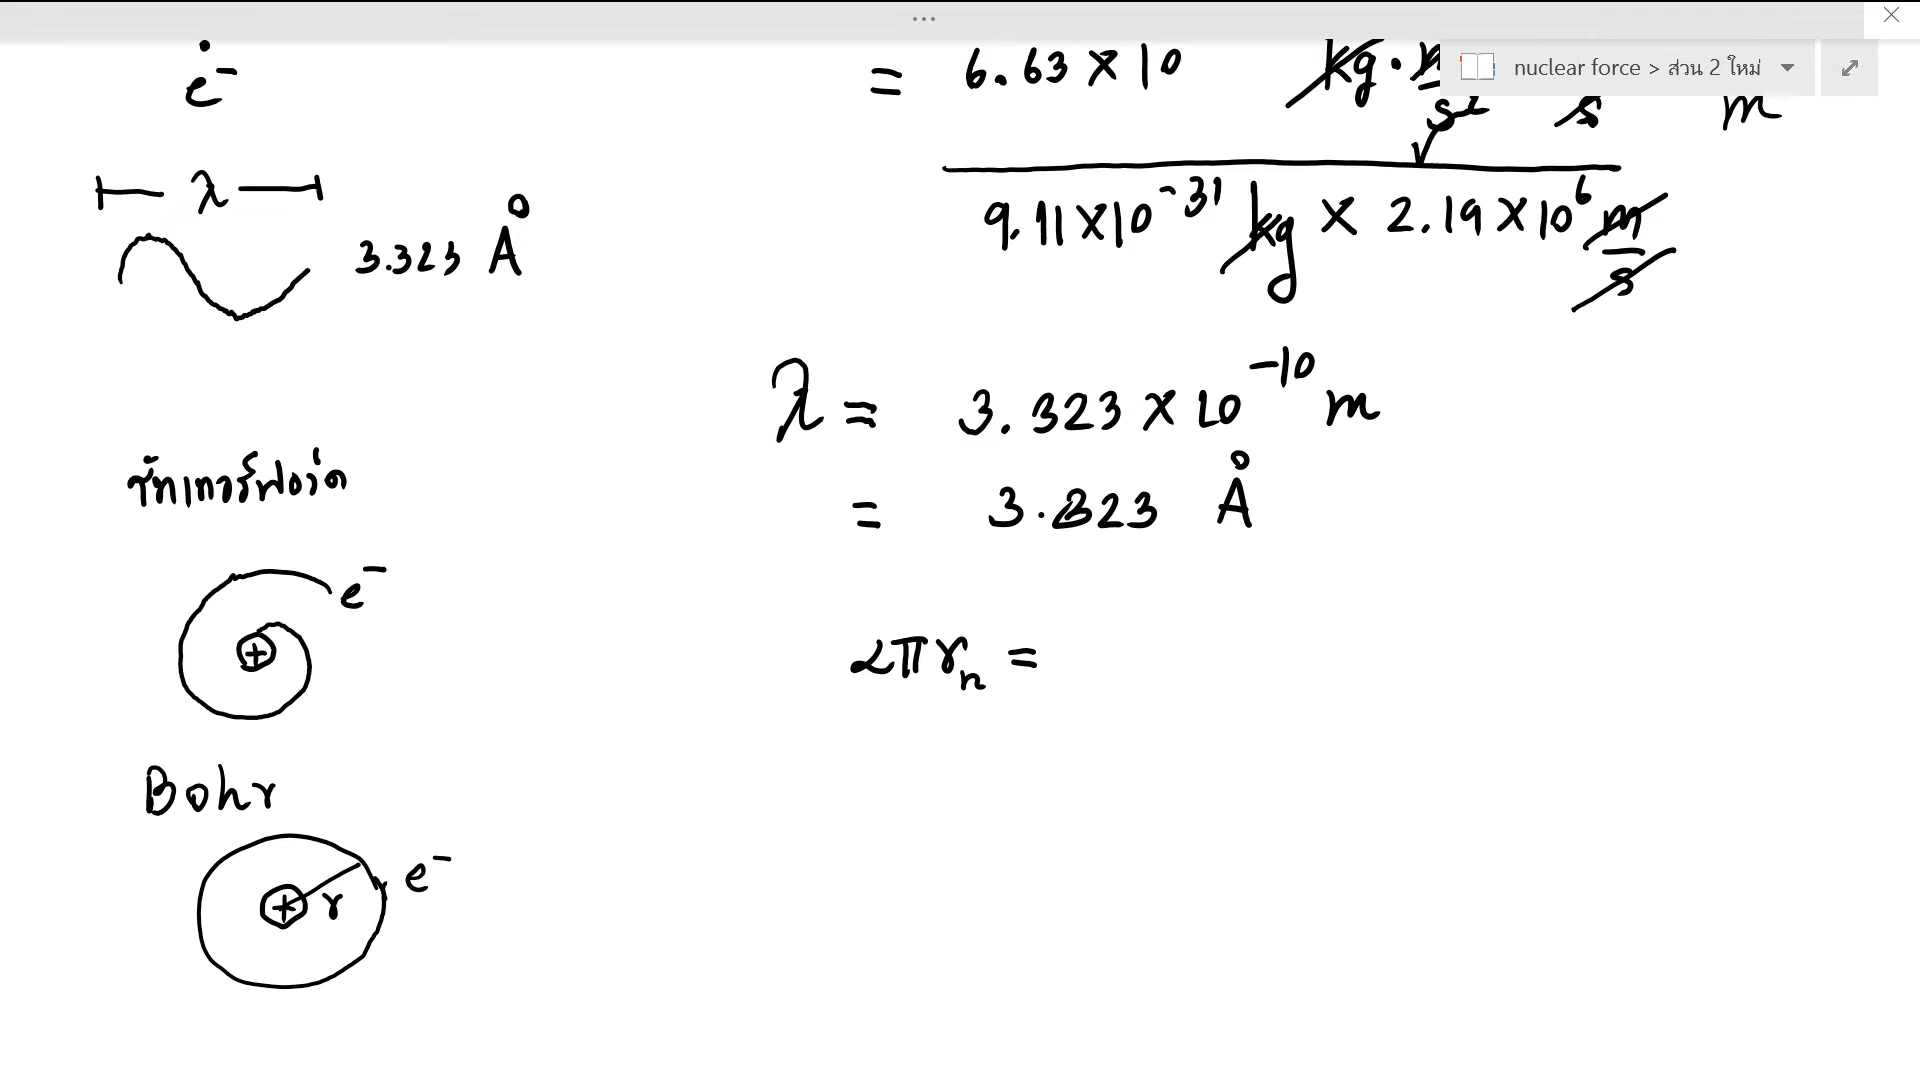 nuclear force > ส่วน 2 ใหม่
e⁻
= 6.63 × 10 kg · m
s² s m
9.11 × 10⁻³¹ kg × 2.19 × 10⁶ m
s
λ
3.323 Å
λ = 3.323 × 10⁻¹⁰ m
= 3.323 Å
รัทเทอร์ฟอร์ด
e⁻
+
2πrₙ =
Bohr
e⁻
+ r